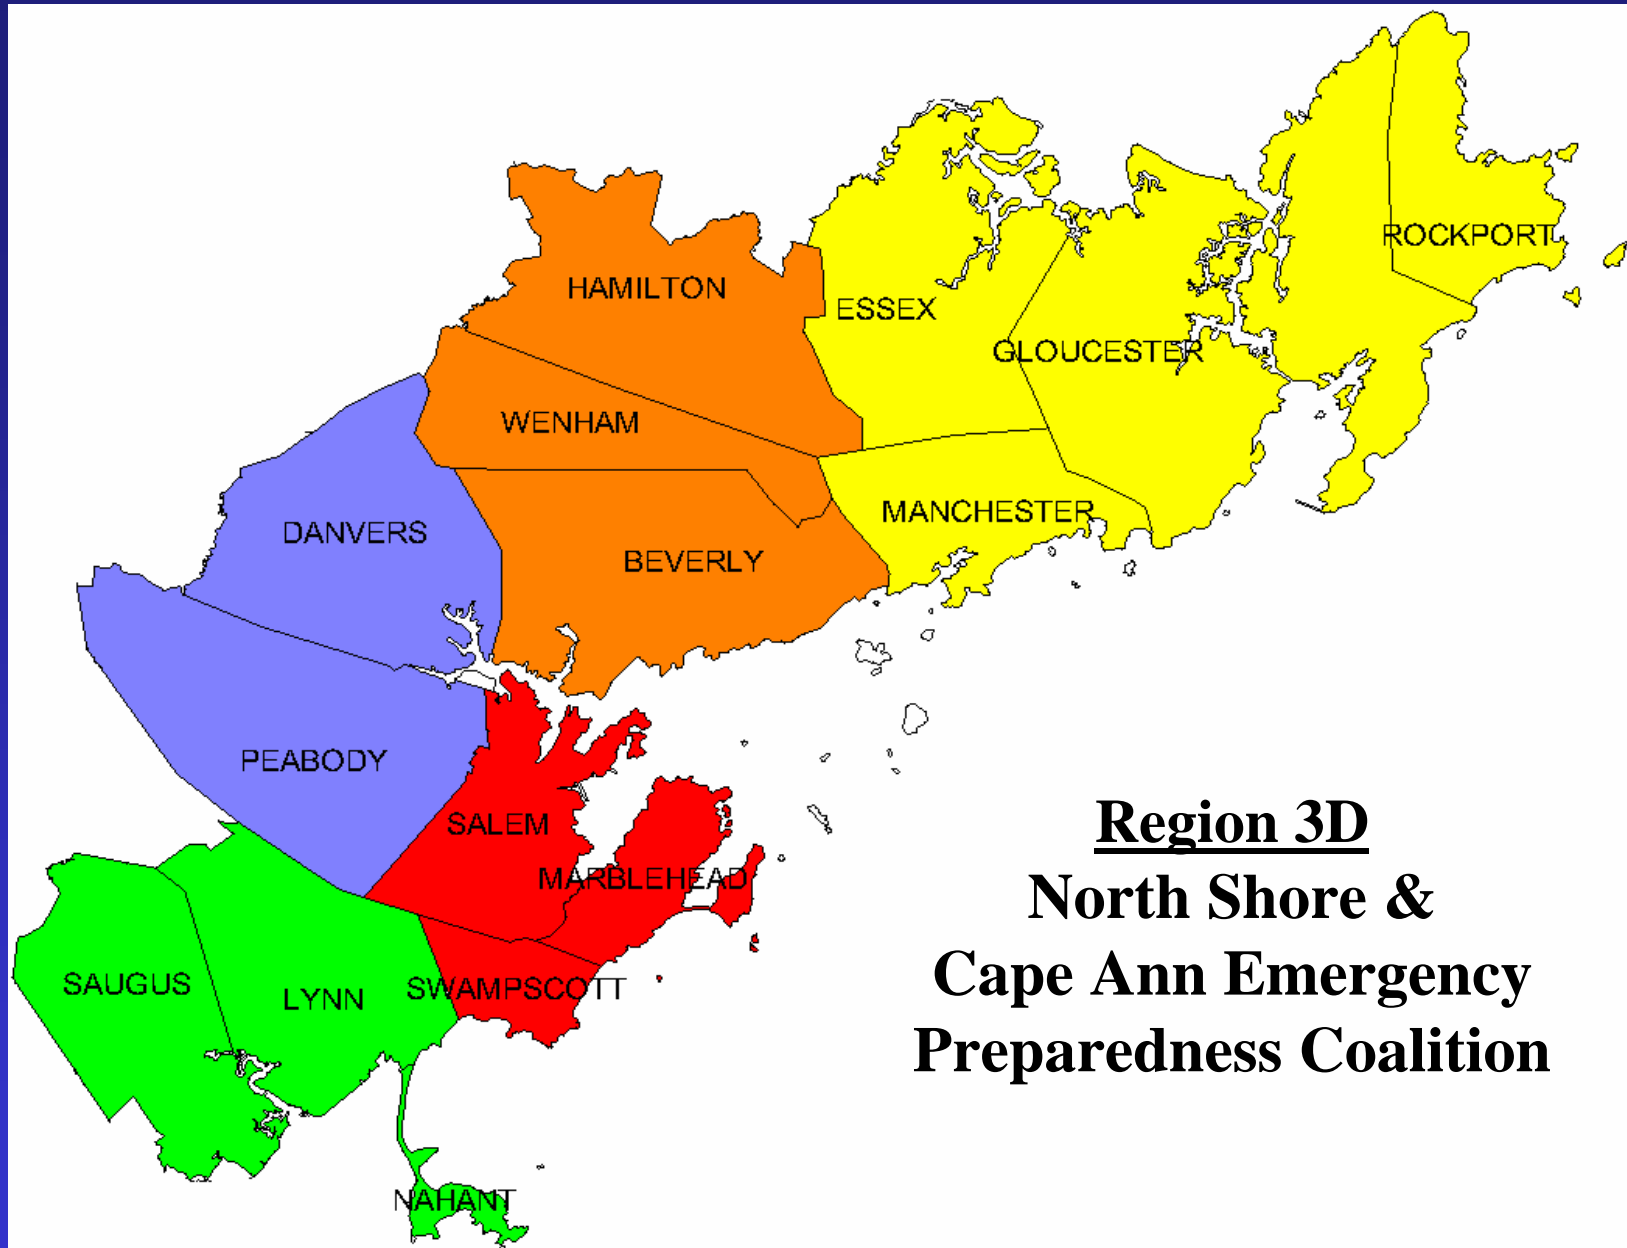 ROCKPORT
HAMILTON
ESSEX
GLOUCESTER
WENHAM
MANCHESTER
DANVERS
BEVERLY
PEABODY
SALEM
MARBLEHEAD
SAUGUS
LYNN
SWAMPSCOTT
NAHANT
Region 3D
North Shore &
Cape Ann Emergency
Preparedness Coalition